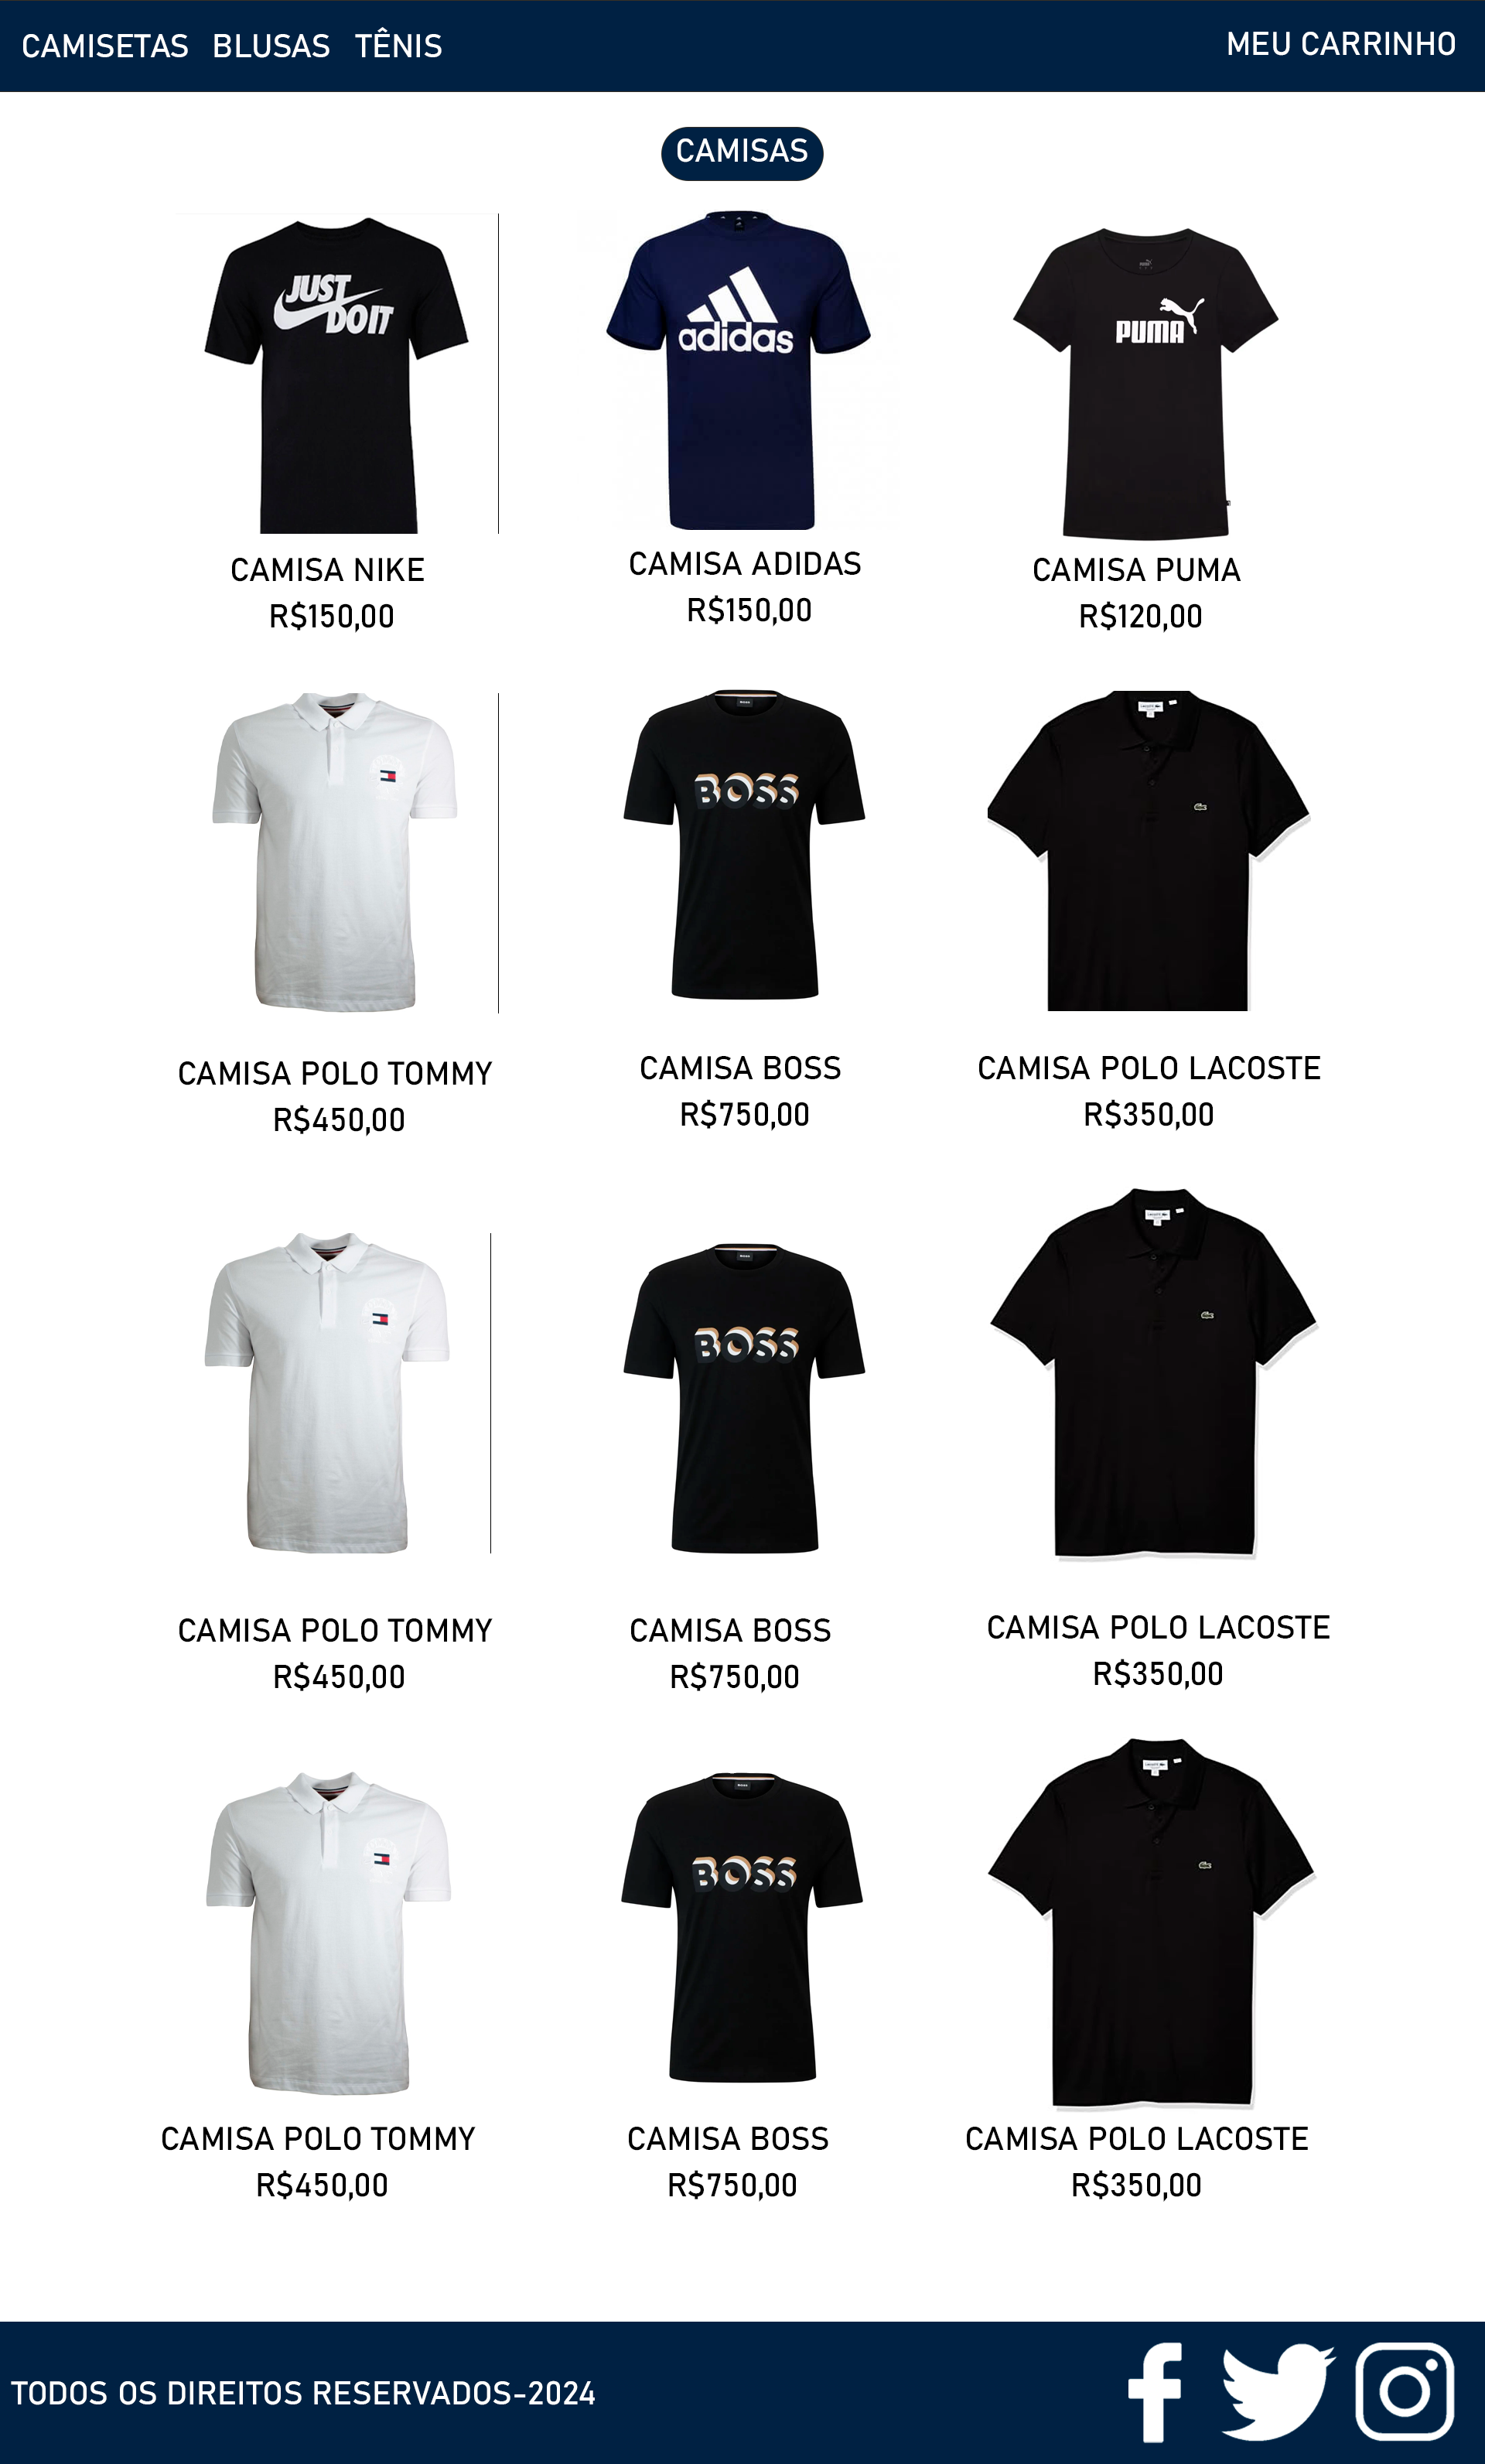 CAMISETAS BLUSAS TÊNIS MEU CARRINHO
CAMISAS
JUST
DO IT
adidas
PUMA
CAMISA NIKE
R$150,00
CAMISA ADIDAS
R$150,00
CAMISA PUMA
R$120,00
BOSS
CAMISA POLO TOMMY
R$450,00
CAMISA BOSS
R$750,00
CAMISA POLO LACOSTE
R$350,00
BOSS
CAMISA POLO TOMMY
R$450,00
CAMISA BOSS
R$750,00
CAMISA POLO LACOSTE
R$350,00
BOSS
CAMISA POLO TOMMY
R$450,00
CAMISA BOSS
R$750,00
CAMISA POLO LACOSTE
R$350,00
TODOS OS DIREITOS RESERVADOS-2024